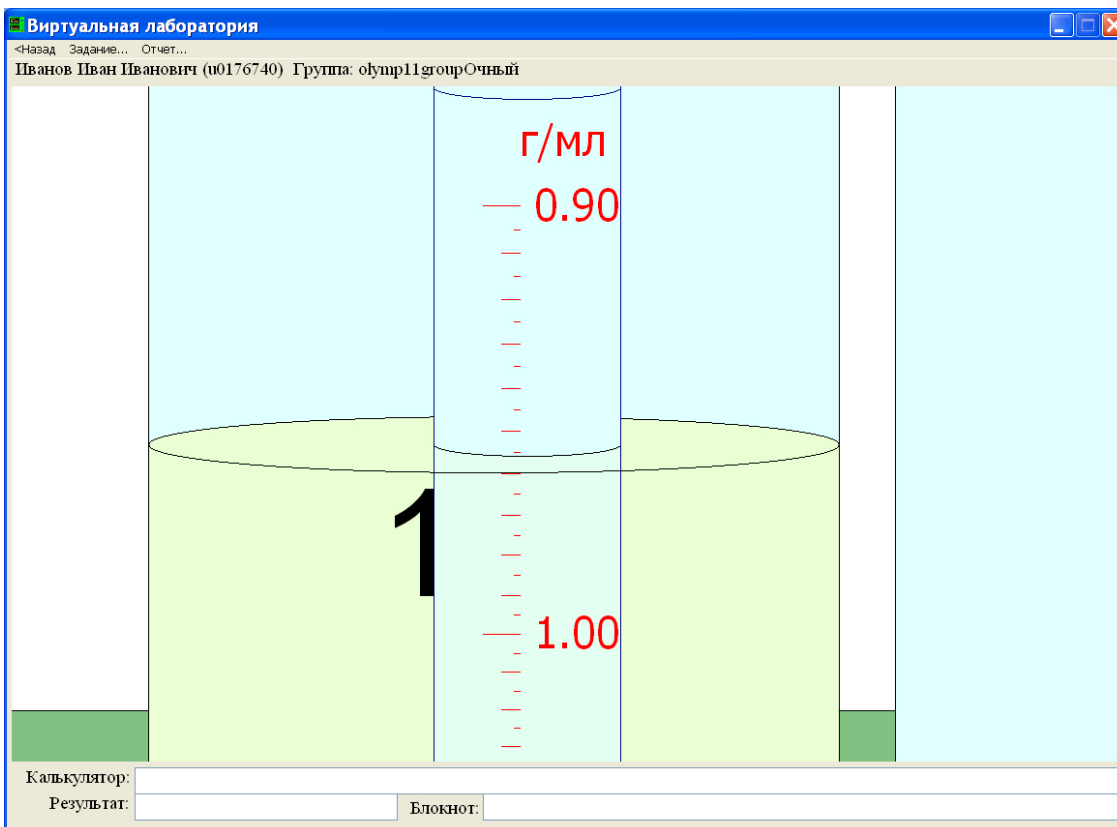 Виртуальная лаборатория
<Назад Задание... Отчет...
Иванов Иван Иванович (u0176740) Группа: olymp11groupОчный
г/мл
0.90
1
1.00
Калькулятор:
Результат:
Блокнот: